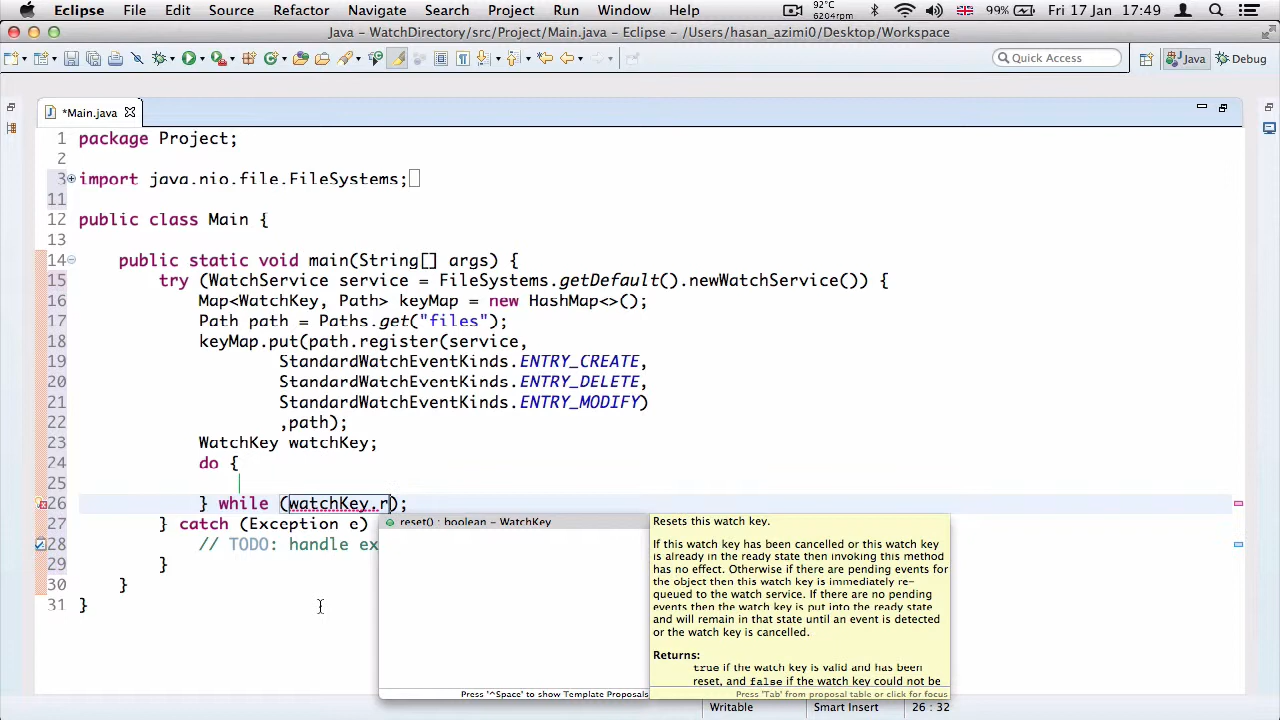 Eclipse File Edit Source Refactor Navigate Search Project Run Window Help 92°C 6204rpm 99% Fri 17 Jan 17:49
Java - WatchDirectory/src/Project/Main.java - Eclipse - /Users/hasan_azimi0/Desktop/Workspace
Quick Access Java Debug
*Main.java
1 package Project;
2
3 import java.nio.file.FileSystems;
11
12 public class Main {
13
14 public static void main(String[] args) {
15 try (WatchService service = FileSystems.getDefault().newWatchService()) {
16 Map<WatchKey, Path> keyMap = new HashMap<>();
17 Path path = Paths.get("files");
18 keyMap.put(path.register(service,
19 StandardWatchEventKinds.ENTRY_CREATE,
20 StandardWatchEventKinds.ENTRY_DELETE,
21 StandardWatchEventKinds.ENTRY_MODIFY)
22 ,path);
23 WatchKey watchKey;
24 do {
25
26 } while (watchKey.r);
27 } catch (Exception e)
28 // TODO: handle ex
29 }
30 }
31 }
reset() : boolean - WatchKey
Press '^Space' to show Template Proposals
Resets this watch key.
If this watch key has been cancelled or this watch key
is already in the ready state then invoking this method
has no effect. Otherwise if there are pending events for
the object then this watch key is immediately re-
queued to the watch service. If there are no pending
events then the watch key is put into the ready state
and will remain in that state until an event is detected
or the watch key is cancelled.
Returns:
true if the watch key is valid and has been
reset, and false if the watch key could not be
Press 'Tab' from proposal table or click for focus
Writable Smart Insert 26 : 32